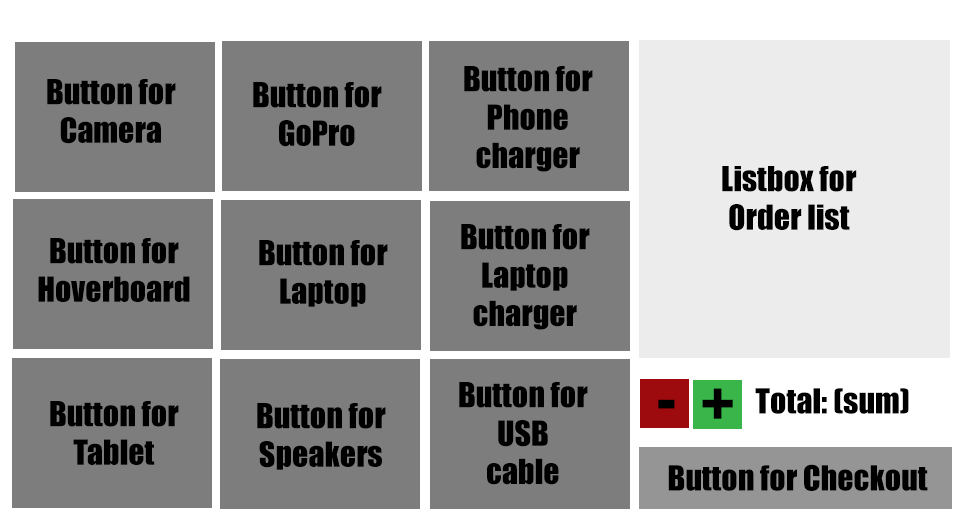 Button for
Camera
Button for
GoPro
Button for
Phone
charger
Listbox for
Order list
Button for
Hoverboard
Button for
Laptop
Button for
Laptop
charger
Button for
Tablet
Button for
Speakers
Button for
USB
cable
- + Total: (sum)
Button for Checkout